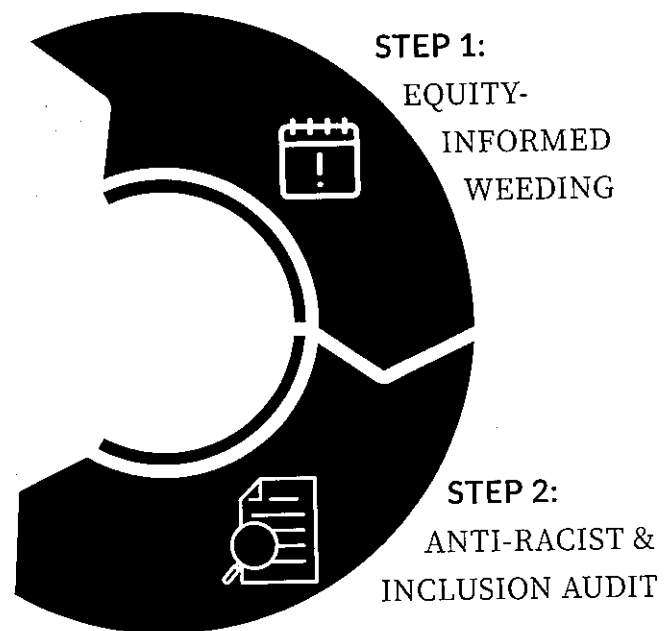 STEP 1:
EQUITY-
INFORMED
WEEDING
STEP 2:
ANTI-RACIST &
INCLUSION AUDIT